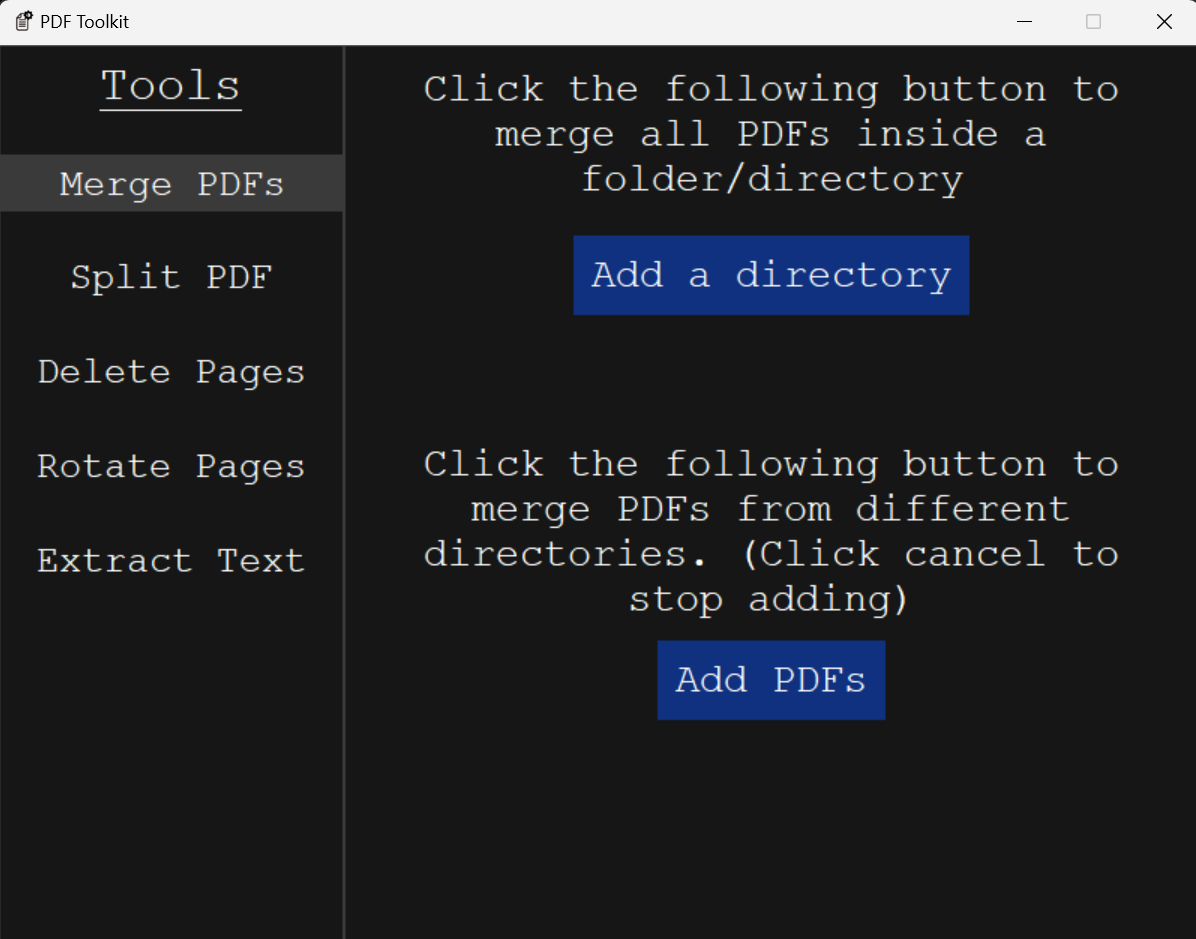 PDF Toolkit
Tools
Merge PDFs
Split PDF
Delete Pages
Rotate Pages
Extract Text
Click the following button to
merge all PDFs inside a
folder/directory
Add a directory
Click the following button to
merge PDFs from different
directories. (Click cancel to
stop adding)
Add PDFs